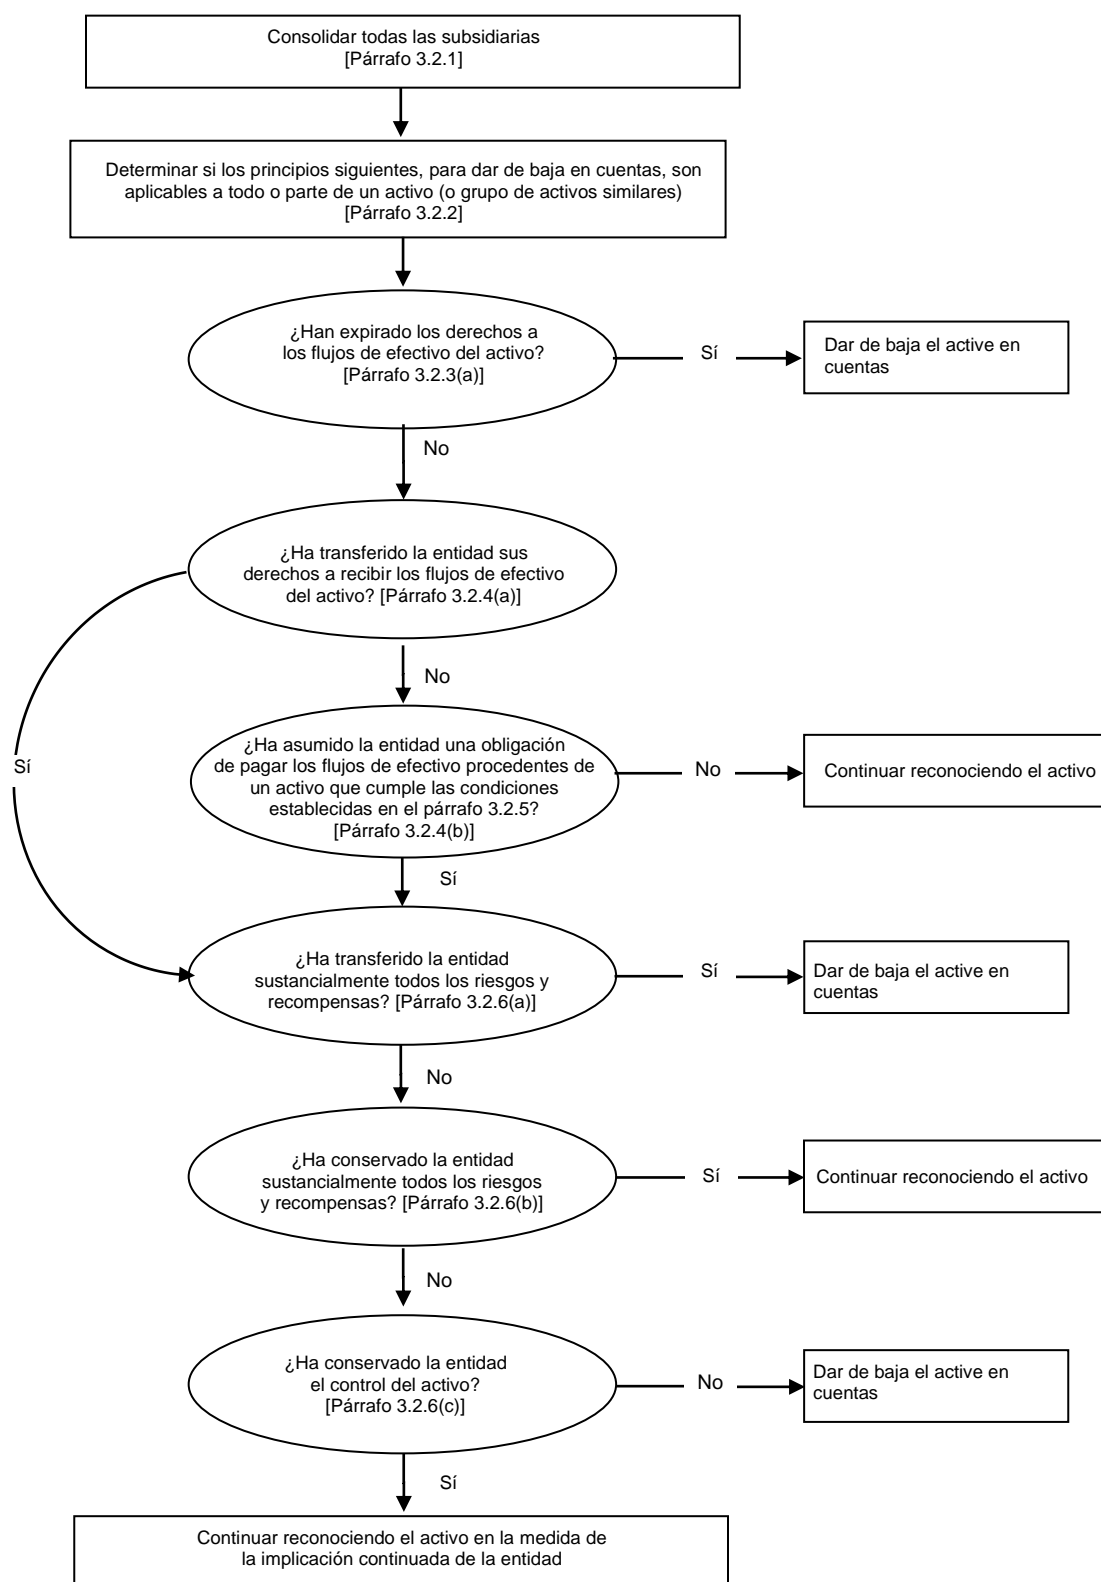 Consolidar todas las subsidiarias
[Párrafo 3.2.1]
Determinar si los principios siguientes, para dar de baja en cuentas, son
aplicables a todo o parte de un activo (o grupo de activos similares)
[Párrafo 3.2.2]
¿Han expirado los derechos a
los flujos de efectivo del activo?
[Párrafo 3.2.3(a)]
Sí
Dar de baja el active en
cuentas
No
¿Ha transferido la entidad sus
derechos a recibir los flujos de efectivo
del activo? [Párrafo 3.2.4(a)]
No
Sí
¿Ha asumido la entidad una obligación
de pagar los flujos de efectivo procedentes de
un activo que cumple las condiciones
establecidas en el párrafo 3.2.5?
[Párrafo 3.2.4(b)]
No
Continuar reconociendo el activo
Sí
¿Ha transferido la entidad
sustancialmente todos los riesgos y
recompensas? [Párrafo 3.2.6(a)]
Sí
Dar de baja el active en
cuentas
No
¿Ha conservado la entidad
sustancialmente todos los riesgos
y recompensas? [Párrafo 3.2.6(b)]
Sí
Continuar reconociendo el activo
No
¿Ha conservado la entidad
el control del activo?
[Párrafo 3.2.6(c)]
No
Dar de baja el active en
cuentas
Sí
Continuar reconociendo el activo en la medida de
la implicación continuada de la entidad